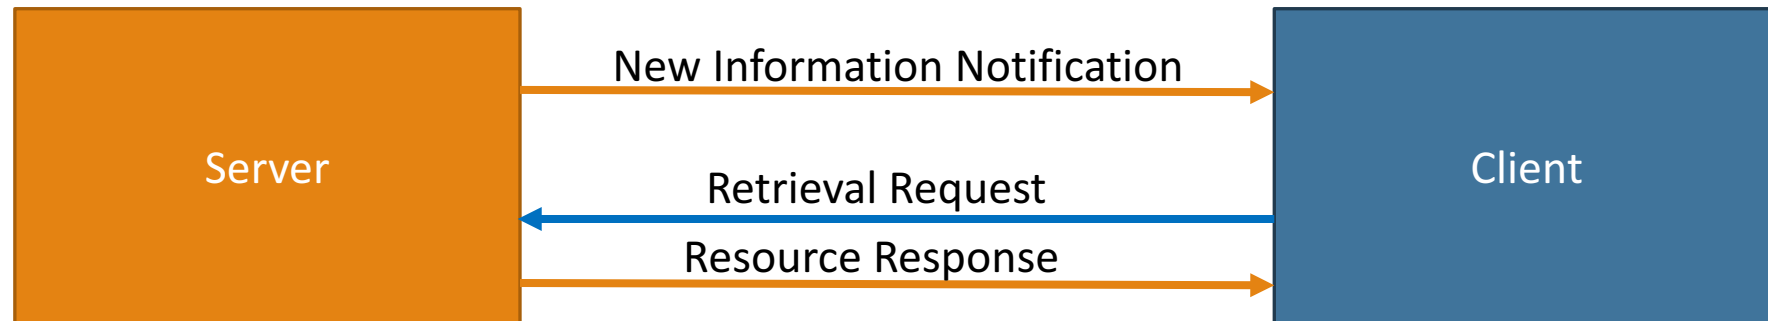 New Information Notification
Server
Client
Retrieval Request
Resource Response